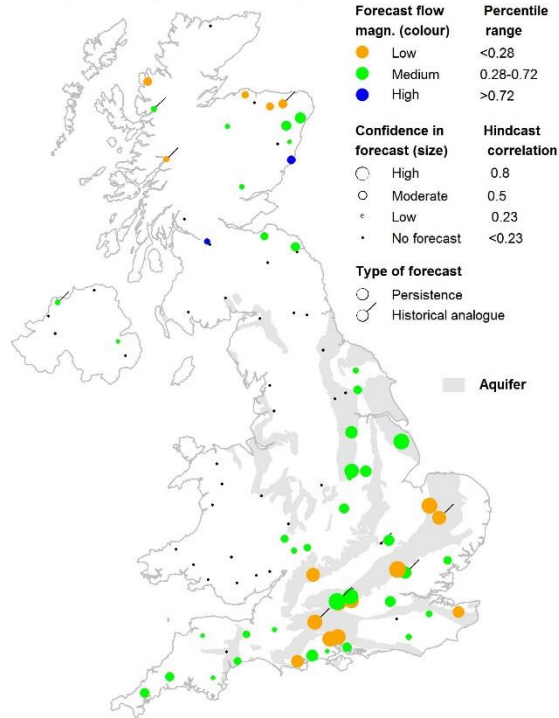 Forecast flow Percentile
magn. (colour) range
Low <0.28
Medium 0.28-0.72
High >0.72
Confidence in Hindcast
forecast (size) correlation
High 0.8
Moderate 0.5
Low 0.23
No forecast <0.23
Type of forecast
Persistence
Historical analogue
Aquifer